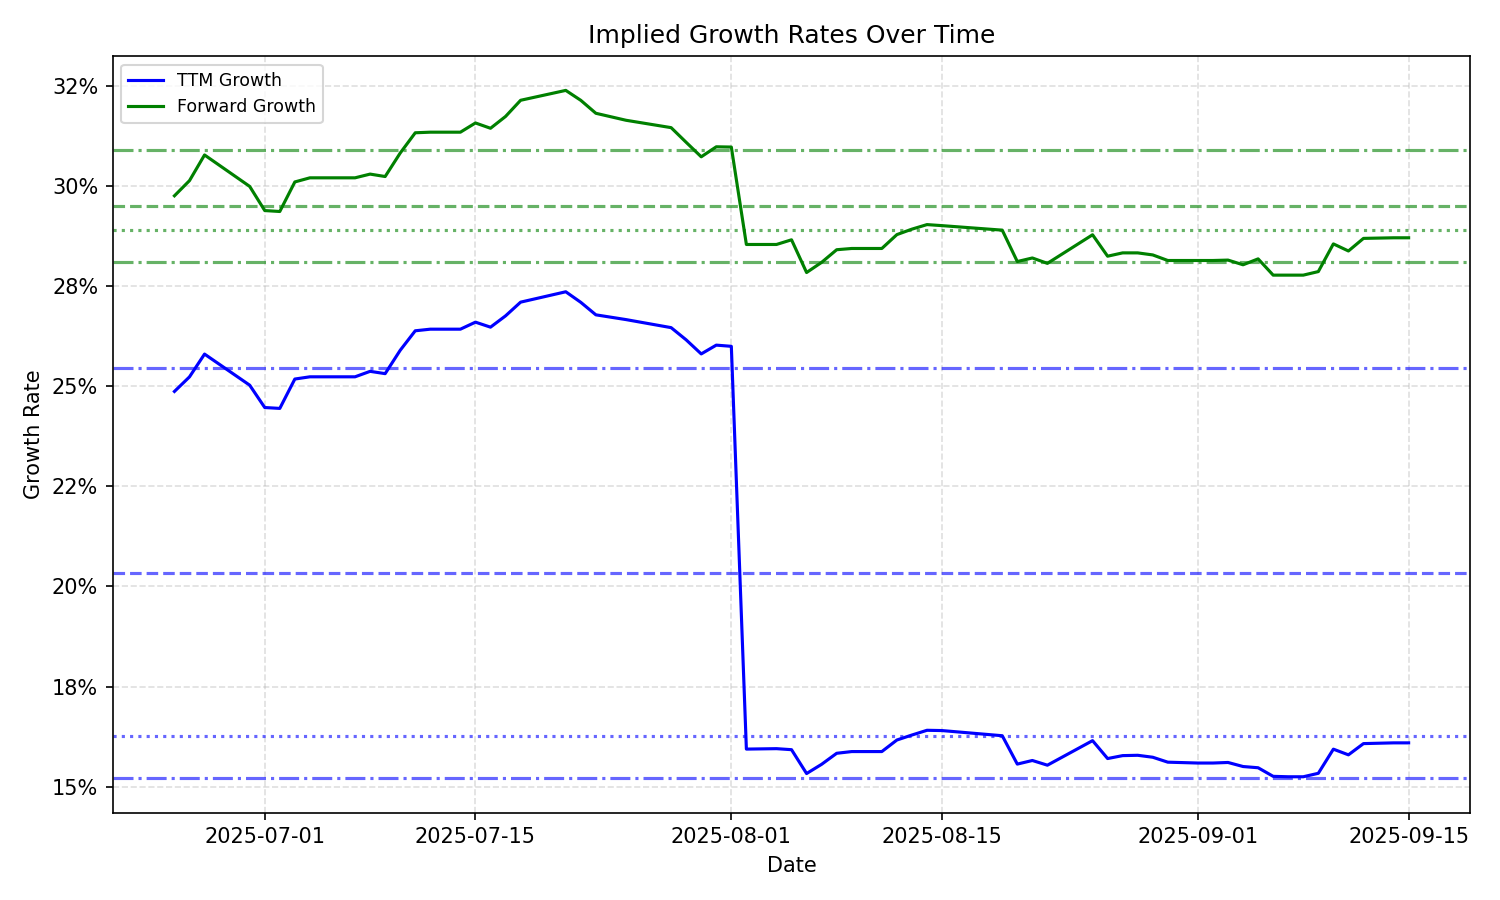 Implied Growth Rates Over Time
TTM Growth
Forward Growth
32%
30%
28%
25%
22%
20%
18%
15%
Growth Rate
2025-07-01
2025-07-15
2025-08-01
2025-08-15
2025-09-01
2025-09-15
Date